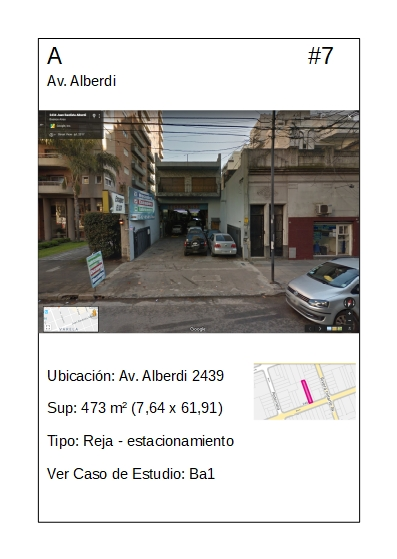 A
#7
Av. Alberdi
Google
Ubicación: Av. Alberdi 2439
Sup: 473 m² (7,64 x 61,91)
Tipo: Reja - estacionamiento
Ver Caso de Estudio: Ba1